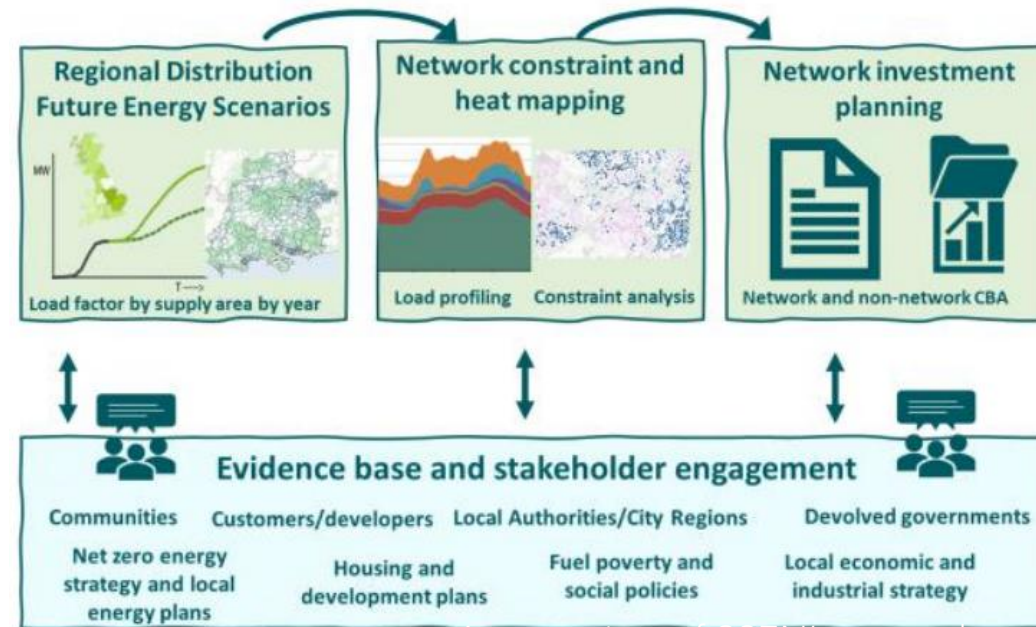 Regional Distribution
Future Energy Scenarios
MW
T---->
Load factor by supply area by year
Network constraint and
heat mapping
Load profiling
Constraint analysis
Network investment
planning
Network and non-network CBA
Evidence base and stakeholder engagement
Communities
Customers/developers
Local Authorities/City Regions
Devolved governments
Net zero energy
strategy and local
energy plans
Housing and
development plans
Fuel poverty and
social policies
Local economic and
industrial strategy